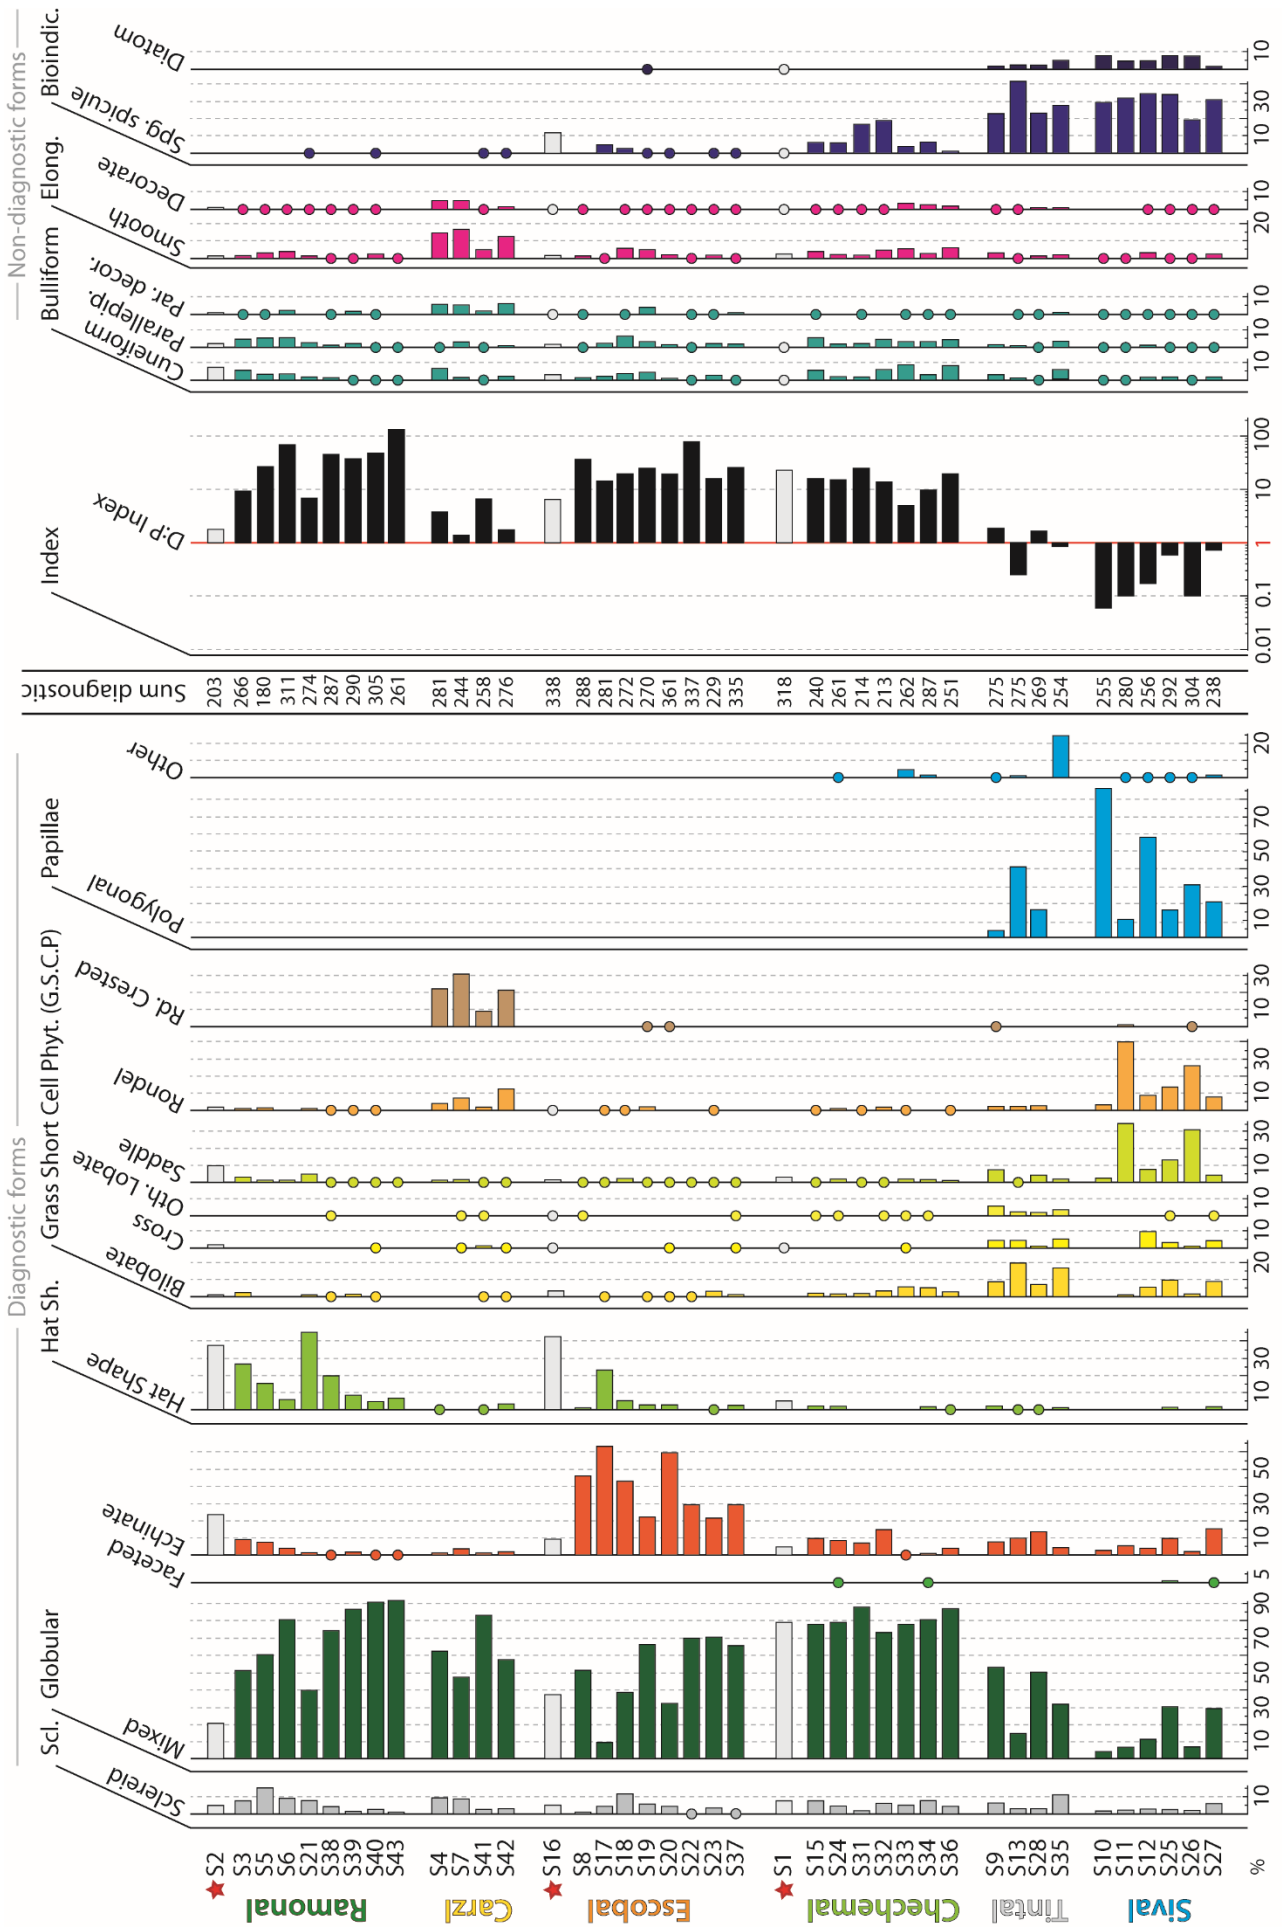 Diagnostic forms
Non-diagnostic forms
Scl.
Globular
Hat Sh.
Grass Short Cell Phyt. (G.S.C.P)
Papillae
Index
Bulliform
Elong.
Bioindic.
Sclereid
Mixed
Faceted
Echinate
Hat Shape
Bilobate
Cross
Oth. Lobate
Saddle
Rondel
Rd. Crested
Polygonal
Other
Sum diagnostic
D:P Index
Cuneiform
Parallepip.
Par. decor.
Smooth
Decorate
Spg. spicule
Diatom
Ramonal
S2 203
S3 266
S5 180
S6 311
S21 274
S38 287
S39 290
S40 305
S43 261
Carzl
S4 281
S7 244
S41 258
S42 276
Escobal
S16 338
S8 288
S17 281
S18 272
S19 270
S20 361
S22 337
S23 229
S37 335
Chechemal
S1 318
S15 240
S24 261
S31 214
S32 213
S33 262
S34 287
S36 251
Tintal
S9 275
S13 275
S28 269
S35 254
Sival
S10 255
S11 280
S12 256
S25 292
S26 304
S27 238
%
10
10 30 50 70 90
5
10 30 50
10 30
20
10
10
10 30
10 30
10 30
10 30 50 70
20
0.01 0.1 1 10 100
10
10
10
20
10
10 30
10